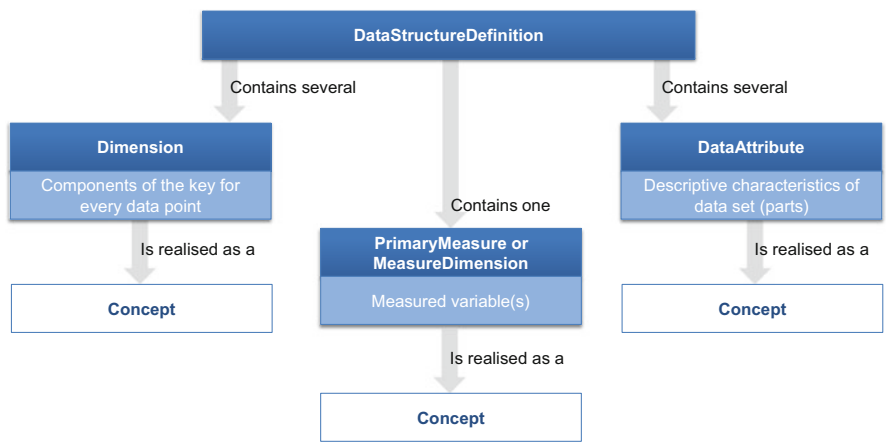 DataStructureDefinition
Contains several
Contains several
Dimension
Components of the key for
every data point
DataAttribute
Descriptive characteristics of
data set (parts)
Contains one
PrimaryMeasure or
MeasureDimension
Measured variable(s)
Is realised as a
Is realised as a
Concept
Concept
Is realised as a
Concept